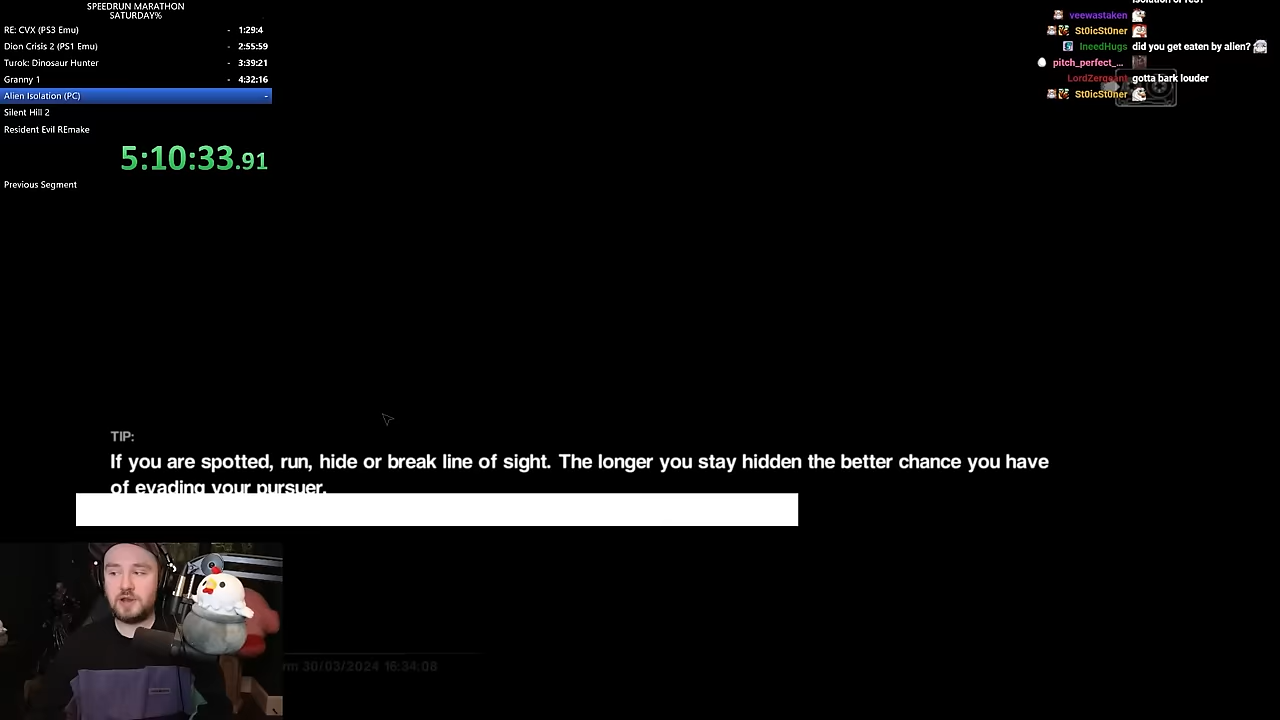 SPEEDRUN MARATHON
SATURDAY%
RE: CVX (PS3 Emu) - 1:29:4
Dion Crisis 2 (PS1 Emu) - 2:55:59
Turok: Dinosaur Hunter - 3:39:21
Granny 1 - 4:32:16
Alien Isolation (PC) -
Silent Hill 2
Resident Evil REmake
5:10:33.91
Previous Segment
veewastaken
St0icSt0ner
IneedHugs did you get eaten by alien?
pitch_perfect_...
LordZergeant gotta bark louder
St0icSt0ner
TIP:
If you are spotted, run, hide or break line of sight. The longer you stay hidden the better chance you have
of evading your pursuer.
30/03/2024 16:34:08